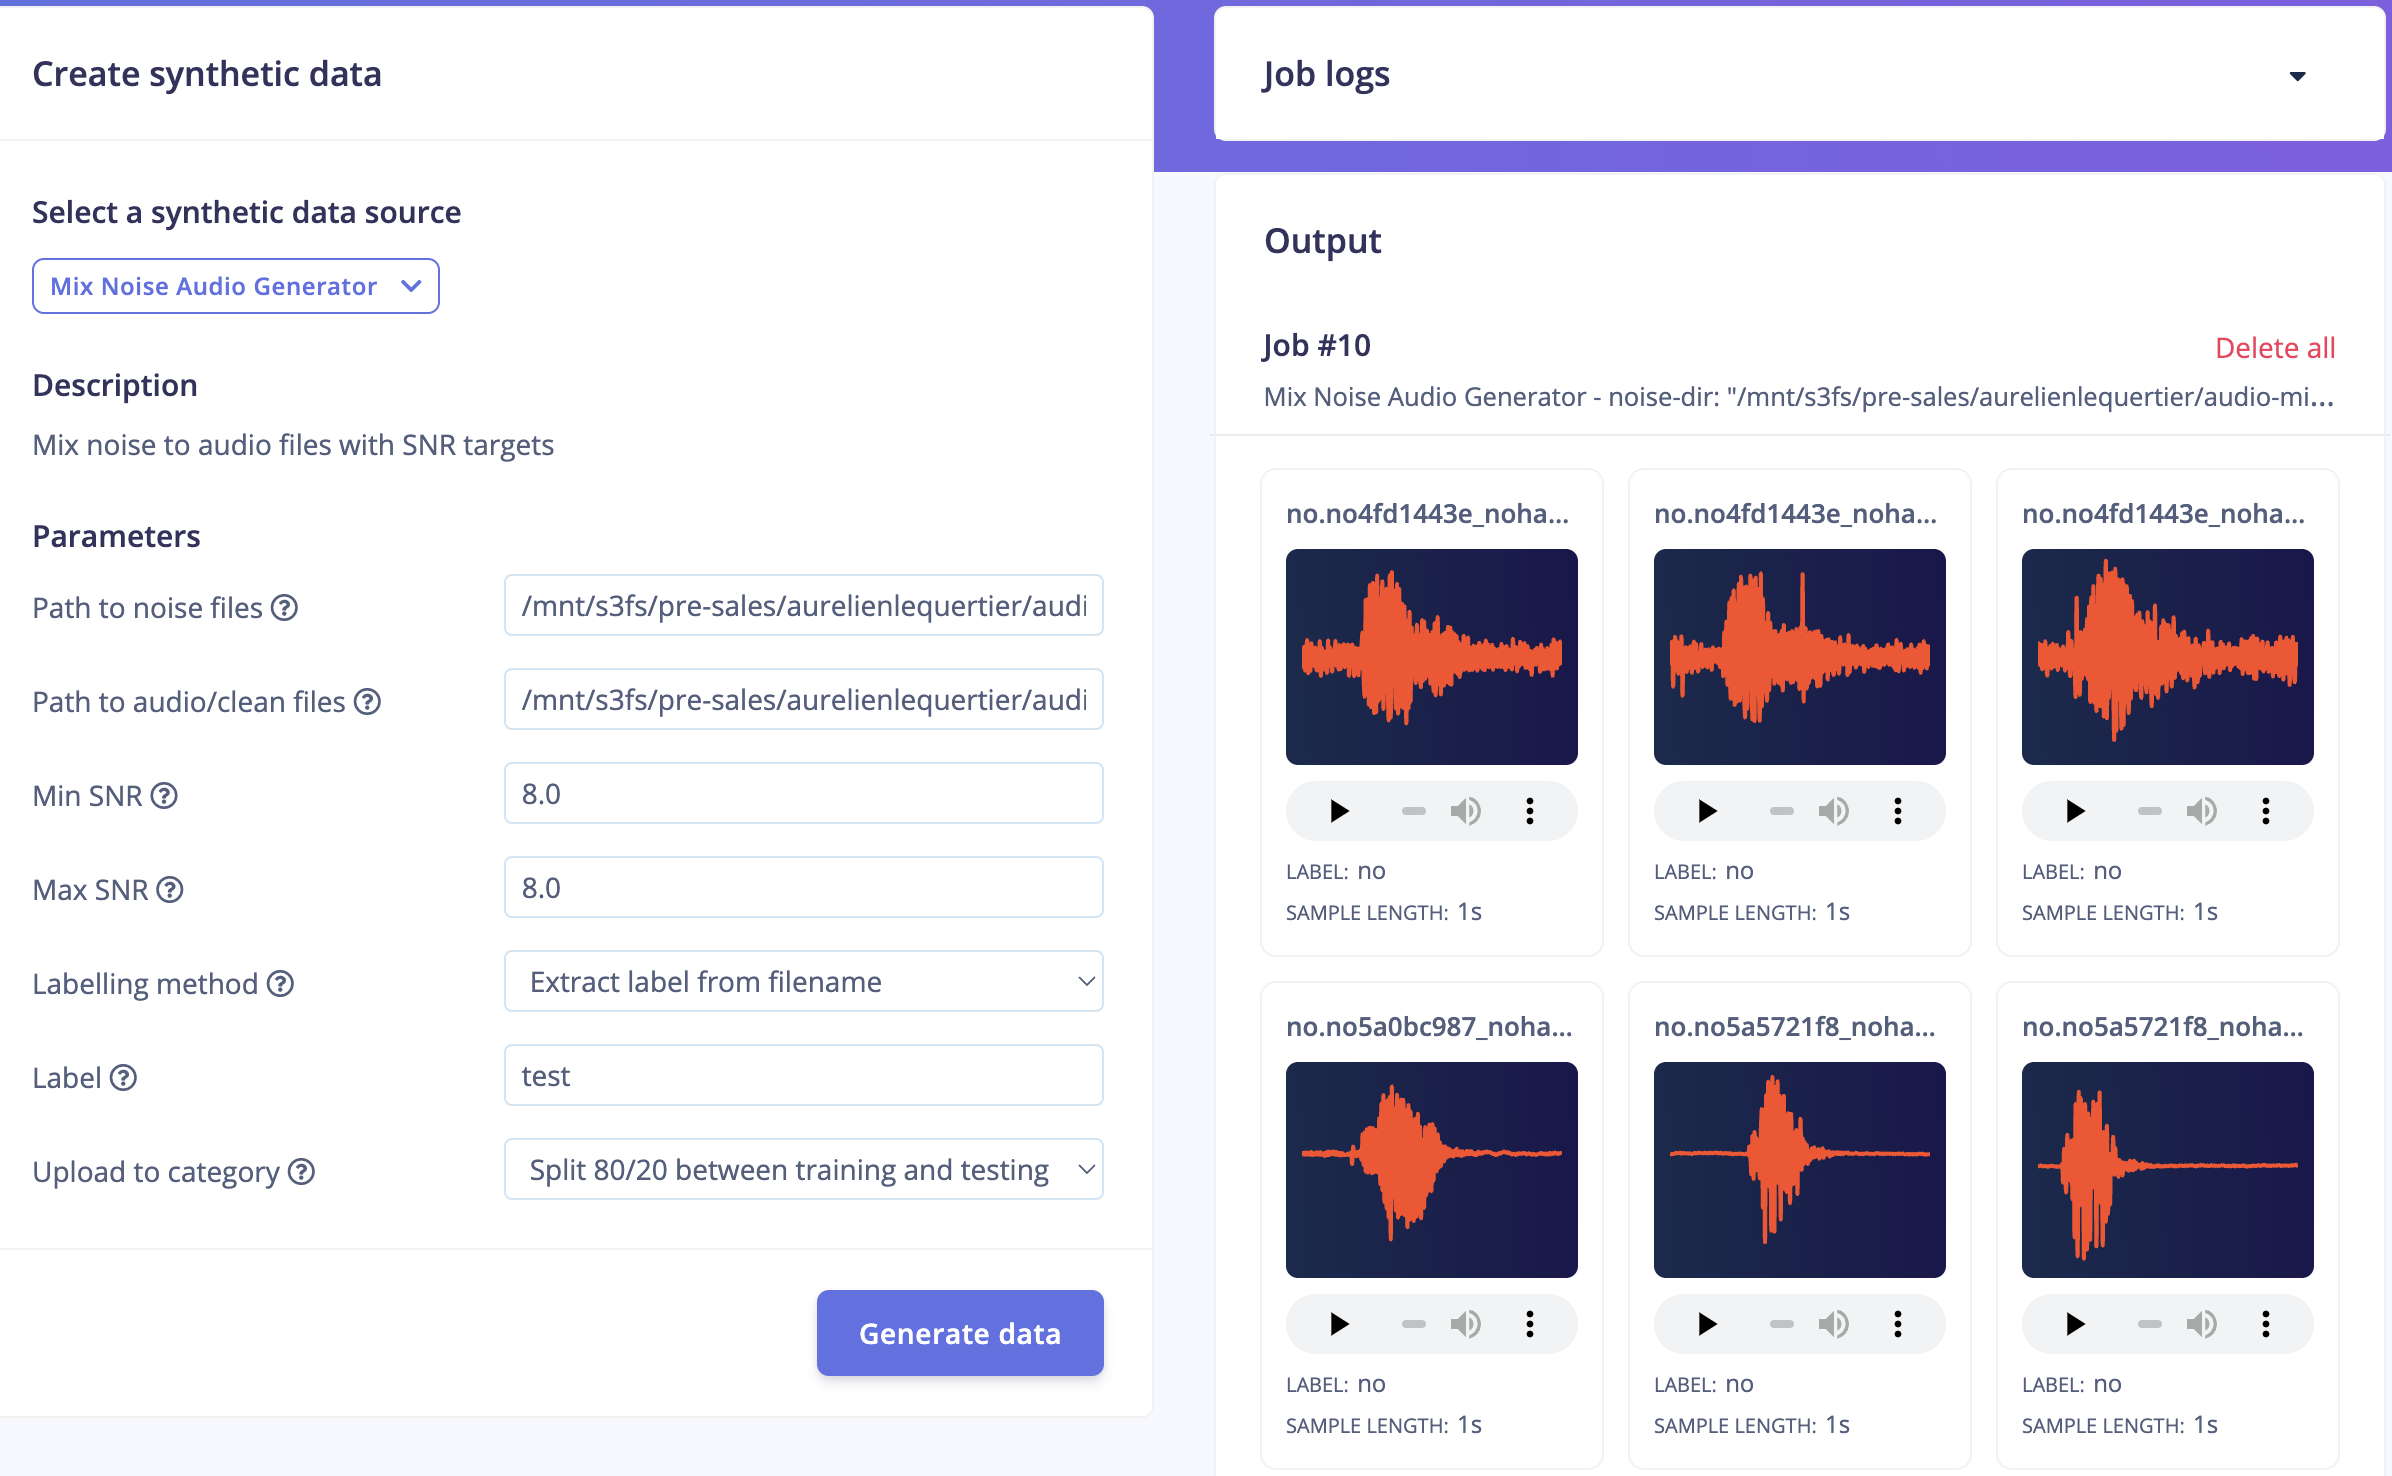 Create synthetic data
Select a synthetic data source
Mix Noise Audio Generator
Description
Mix noise to audio files with SNR targets
Parameters
Path to noise files
/mnt/s3fs/pre-sales/aurelienlequertier/audi
Path to audio/clean files
/mnt/s3fs/pre-sales/aurelienlequertier/audi
Min SNR
8.0
Max SNR
8.0
Labelling method
Extract label from filename
Label
test
Upload to category
Split 80/20 between training and testing
Generate data
Job logs
Output
Job #10
Delete all
Mix Noise Audio Generator - noise-dir: "/mnt/s3fs/pre-sales/aurelienlequertier/audio-mi...
no.no4fd1443e_noha...
LABEL: no
SAMPLE LENGTH: 1s
no.no4fd1443e_noha...
LABEL: no
SAMPLE LENGTH: 1s
no.no4fd1443e_noha...
LABEL: no
SAMPLE LENGTH: 1s
no.no5a0bc987_noha...
LABEL: no
SAMPLE LENGTH: 1s
no.no5a5721f8_noha...
LABEL: no
SAMPLE LENGTH: 1s
no.no5a5721f8_noha...
LABEL: no
SAMPLE LENGTH: 1s